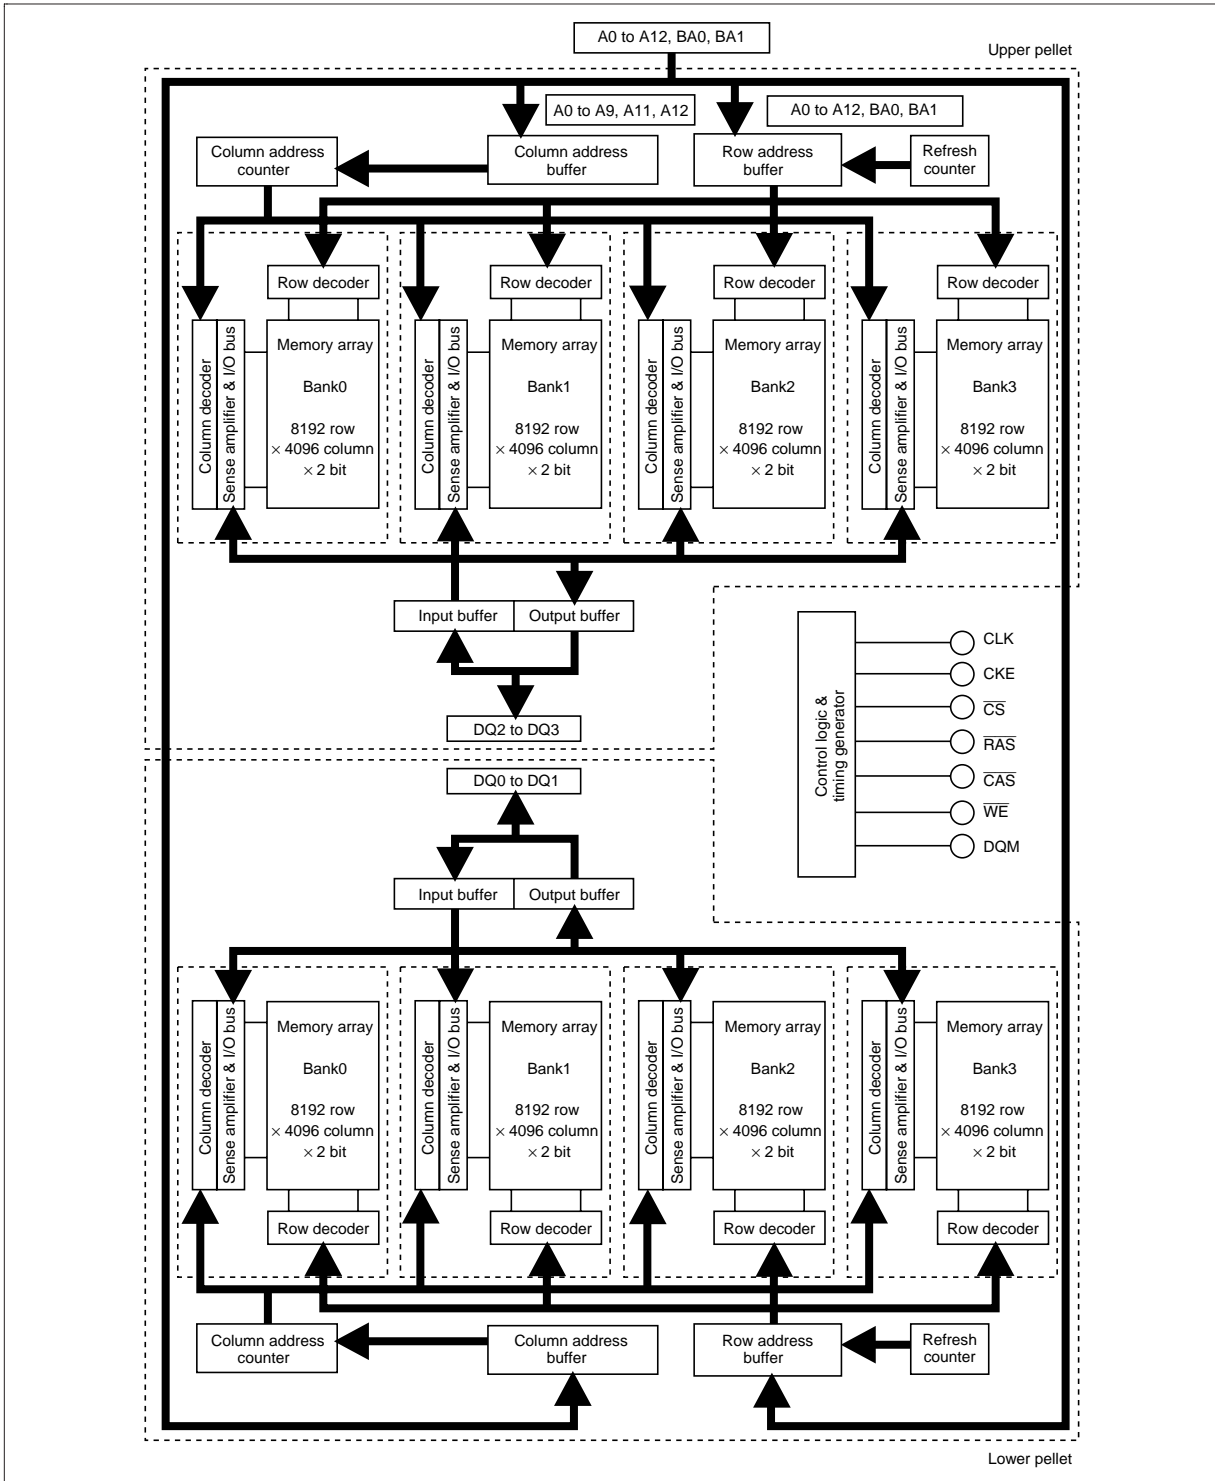 A0 to A12, BA0, BA1
Upper pellet
A0 to A9, A11, A12
A0 to A12, BA0, BA1
Column address
counter
Column address
buffer
Row address
buffer
Refresh
counter
Row decoder
Row decoder
Row decoder
Row decoder
Column decoder
Sense amplifier & I/O bus
Memory array
Bank0
8192 row
× 4096 column
× 2 bit
Column decoder
Sense amplifier & I/O bus
Memory array
Bank1
8192 row
× 4096 column
× 2 bit
Column decoder
Sense amplifier & I/O bus
Memory array
Bank2
8192 row
× 4096 column
× 2 bit
Column decoder
Sense amplifier & I/O bus
Memory array
Bank3
8192 row
× 4096 column
× 2 bit
Input buffer
Output buffer
DQ2 to DQ3
Control logic &
timing generator
CLK
CKE
C̅S̅
R̅A̅S̅
C̅A̅S̅
W̅E̅
DQM
DQ0 to DQ1
Input buffer
Output buffer
Column decoder
Sense amplifier & I/O bus
Memory array
Bank0
8192 row
× 4096 column
× 2 bit
Column decoder
Sense amplifier & I/O bus
Memory array
Bank1
8192 row
× 4096 column
× 2 bit
Column decoder
Sense amplifier & I/O bus
Memory array
Bank2
8192 row
× 4096 column
× 2 bit
Column decoder
Sense amplifier & I/O bus
Memory array
Bank3
8192 row
× 4096 column
× 2 bit
Row decoder
Row decoder
Row decoder
Row decoder
Column address
counter
Column address
buffer
Row address
buffer
Refresh
counter
Lower pellet